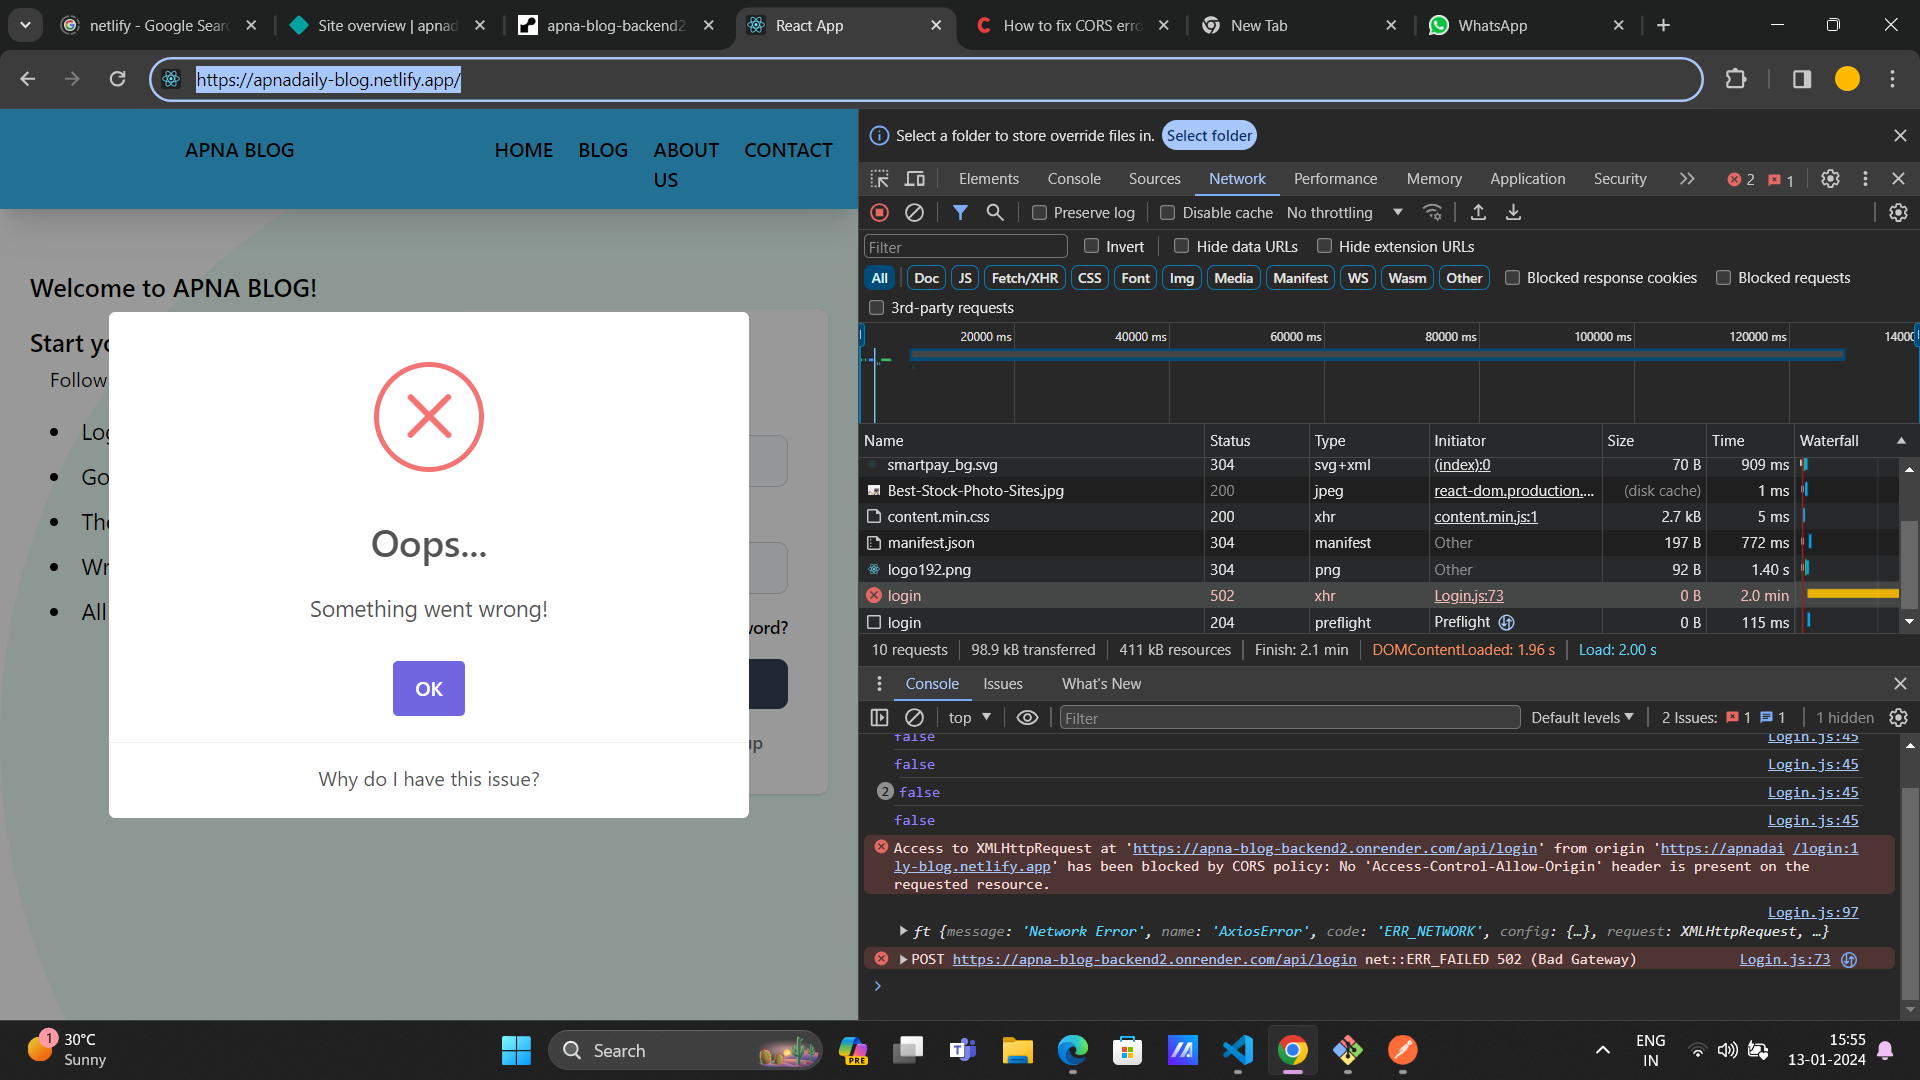 netlify - Google Sear
Site overview | apnad
apna-blog-backend2
React App
How to fix CORS erro
New Tab
WhatsApp
https://apnadaily-blog.netlify.app/
APNA BLOG
HOME
BLOG
ABOUT US
CONTACT
Welcome to APNA BLOG!
Start yo
Follow
Log
Go
The
Wr
All
word?
up
Oops...
Something went wrong!
OK
Why do I have this issue?
Select a folder to store override files in. Select folder
Elements Console Sources Network Performance Memory Application Security 2 1
Preserve log Disable cache No throttling
Filter Invert Hide data URLs Hide extension URLs
All Doc JS Fetch/XHR CSS Font Img Media Manifest WS Wasm Other Blocked response cookies Blocked requests
3rd-party requests
20000 ms 40000 ms 60000 ms 80000 ms 100000 ms 120000 ms 14000
Name Status Type Initiator Size Time Waterfall
smartpay_bg.svg 304 svg+xml (index):0 70 B 909 ms
Best-Stock-Photo-Sites.jpg 200 jpeg react-dom.production.... (disk cache) 1 ms
content.min.css 200 xhr content.min.js:1 2.7 kB 5 ms
manifest.json 304 manifest Other 197 B 772 ms
logo192.png 304 png Other 92 B 1.40 s
login 502 xhr Login.js:73 0 B 2.0 min
login 204 preflight Preflight 0 B 115 ms
10 requests 98.9 kB transferred 411 kB resources Finish: 2.1 min DOMContentLoaded: 1.96 s Load: 2.00 s
Console Issues What's New
top Filter Default levels 2 Issues: 1 1 1 hidden
false Login.js:45
false Login.js:45
2 false Login.js:45
false Login.js:45
Access to XMLHttpRequest at 'https://apna-blog-backend2.onrender.com/api/login' from origin 'https://apnadai /login:1
ly-blog.netlify.app' has been blocked by CORS policy: No 'Access-Control-Allow-Origin' header is present on the
requested resource.
Login.js:97
ft {message: 'Network Error', name: 'AxiosError', code: 'ERR_NETWORK', config: {…}, request: XMLHttpRequest, …}
POST https://apna-blog-backend2.onrender.com/api/login net::ERR_FAILED 502 (Bad Gateway) Login.js:73
1
30°C
Sunny
Search
PRE
ENG
IN
15:55
13-01-2024